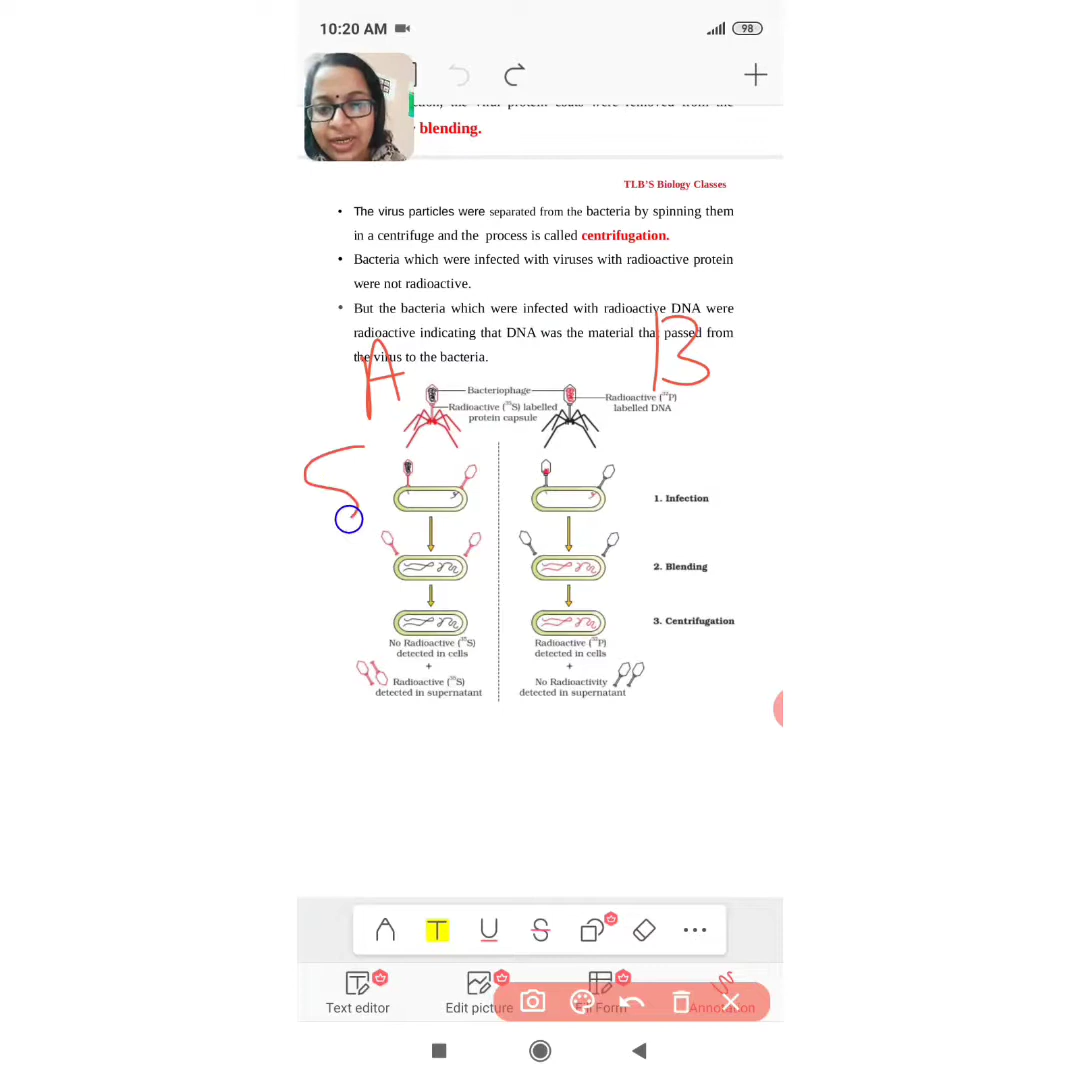 10:20 AM
98
blending.
TLB'S Biology Classes
• The virus particles were separated from the bacteria by spinning them
in a centrifuge and the process is called centrifugation.
• Bacteria which were infected with viruses with radioactive protein
were not radioactive.
• But the bacteria which were infected with radioactive DNA were
radioactive indicating that DNA was the material that passed from
the virus to the bacteria.
A
B
Bacteriophage
Radioactive (³⁵S) labelled
protein capsule
Radioactive (³²P)
labelled DNA
S
1. Infection
2. Blending
3. Centrifugation
No Radioactive (³⁵S)
detected in cells
+
Radioactive (³⁵S)
detected in supernatant
Radioactive (³²P)
detected in cells
+
No Radioactivity
detected in supernatant
T U S
Text editor
Edit picture
Form
Annotation